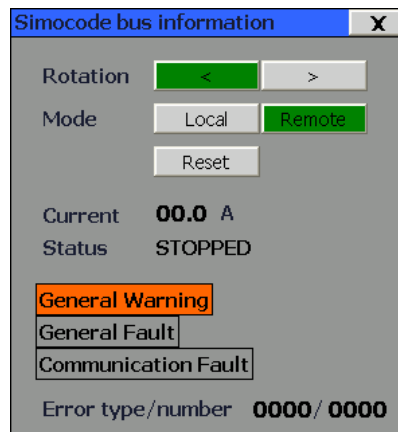 Simocode bus information X
Rotation < >
Mode Local Remote
Reset
Current 00.0 A
Status STOPPED
General Warning
General Fault
Communication Fault
Error type/number 0000/0000